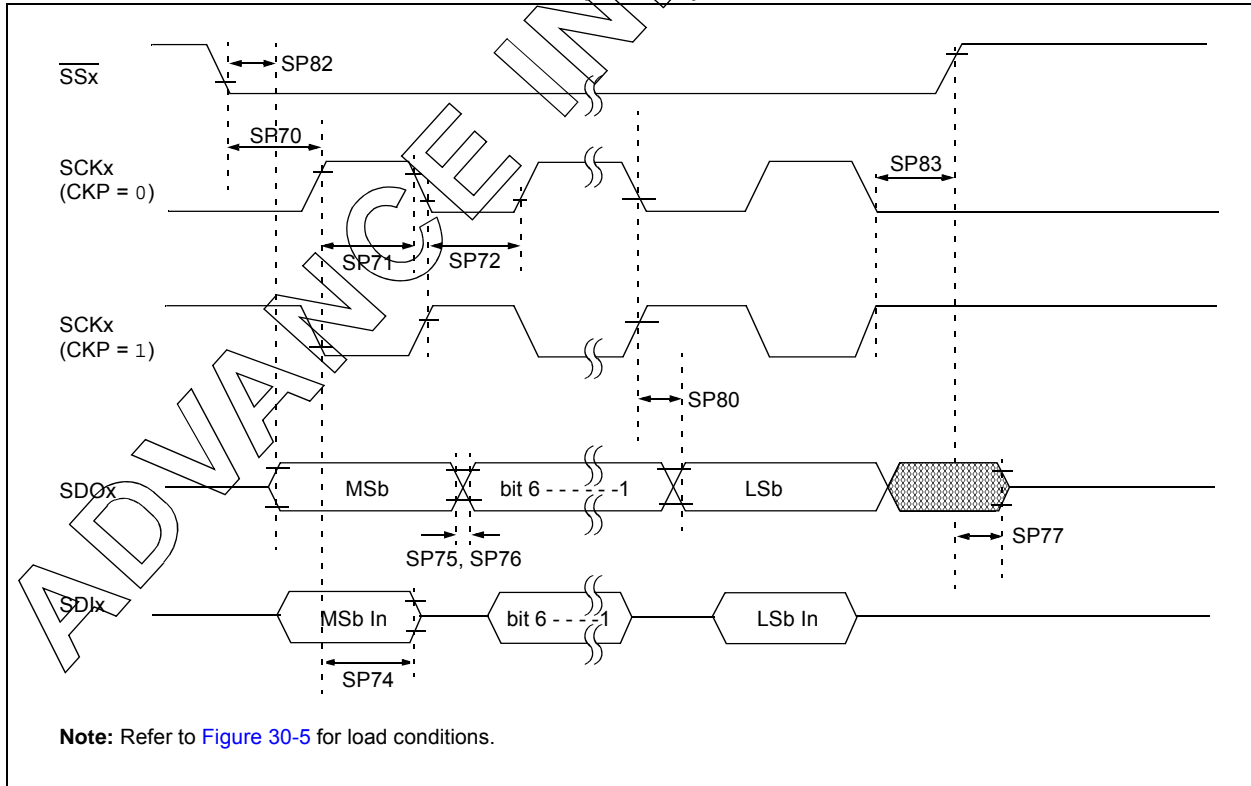 SSx
SP82
SP70
SCKx
(CKP = 0)
SP83
SP71
SP72
SCKx
(CKP = 1)
SP80
SDOx
MSb
bit 6 - - - - - -1
LSb
SP77
SP75, SP76
SDIx
MSb In
bit 6 - - - -1
LSb In
SP74
Note: Refer to Figure 30-5 for load conditions.
ADVANCE IN